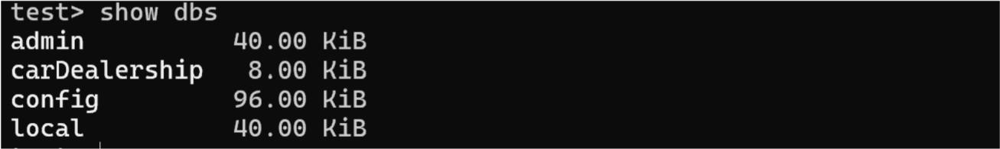 test> show dbs
admin           40.00 KiB
carDealership    8.00 KiB
config          96.00 KiB
local           40.00 KiB